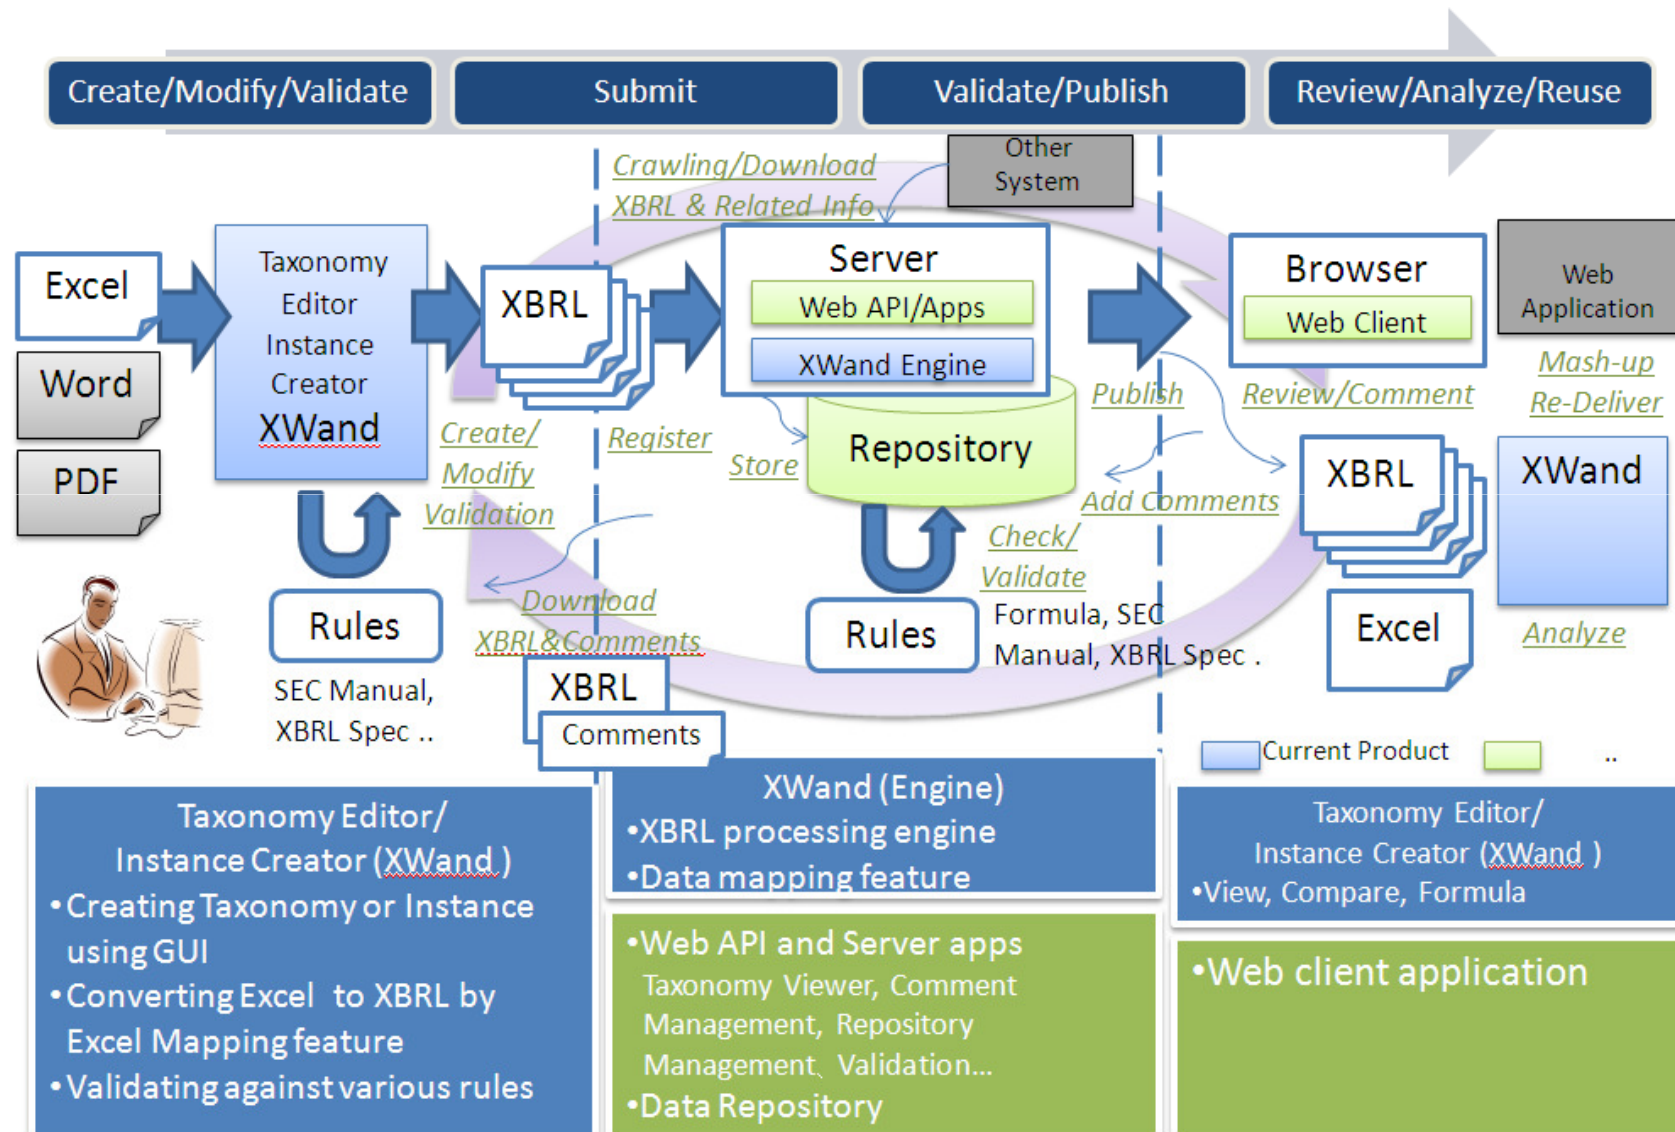 Create/Modify/Validate
Submit
Validate/Publish
Review/Analyze/Reuse
Crawling/Download
XBRL & Related Info
Other
System
Excel
Word
PDF
Taxonomy
Editor
Instance
Creator
XWand
Create/
Modify
Validation
XBRL
Register
Server
Web API/Apps
XWand Engine
Store
Repository
Publish
Add Comments
Check/
Validate
Browser
Web Client
Review/Comment
Web
Application
Mash-up
Re-Deliver
XBRL
XWand
Excel
Analyze
Rules
SEC Manual,
XBRL Spec ..
Download
XBRL&Comments
XBRL
Comments
Rules
Formula, SEC
Manual, XBRL Spec .
Current Product
..
Taxonomy Editor/
Instance Creator (XWand )
•Creating Taxonomy or Instance
using GUI
•Converting Excel to XBRL by
Excel Mapping feature
•Validating against various rules
XWand (Engine)
•XBRL processing engine
•Data mapping feature
•Web API and Server apps
Taxonomy Viewer, Comment
Management, Repository
Management、Validation...
•Data Repository
Taxonomy Editor/
Instance Creator (XWand )
•View, Compare, Formula
•Web client application